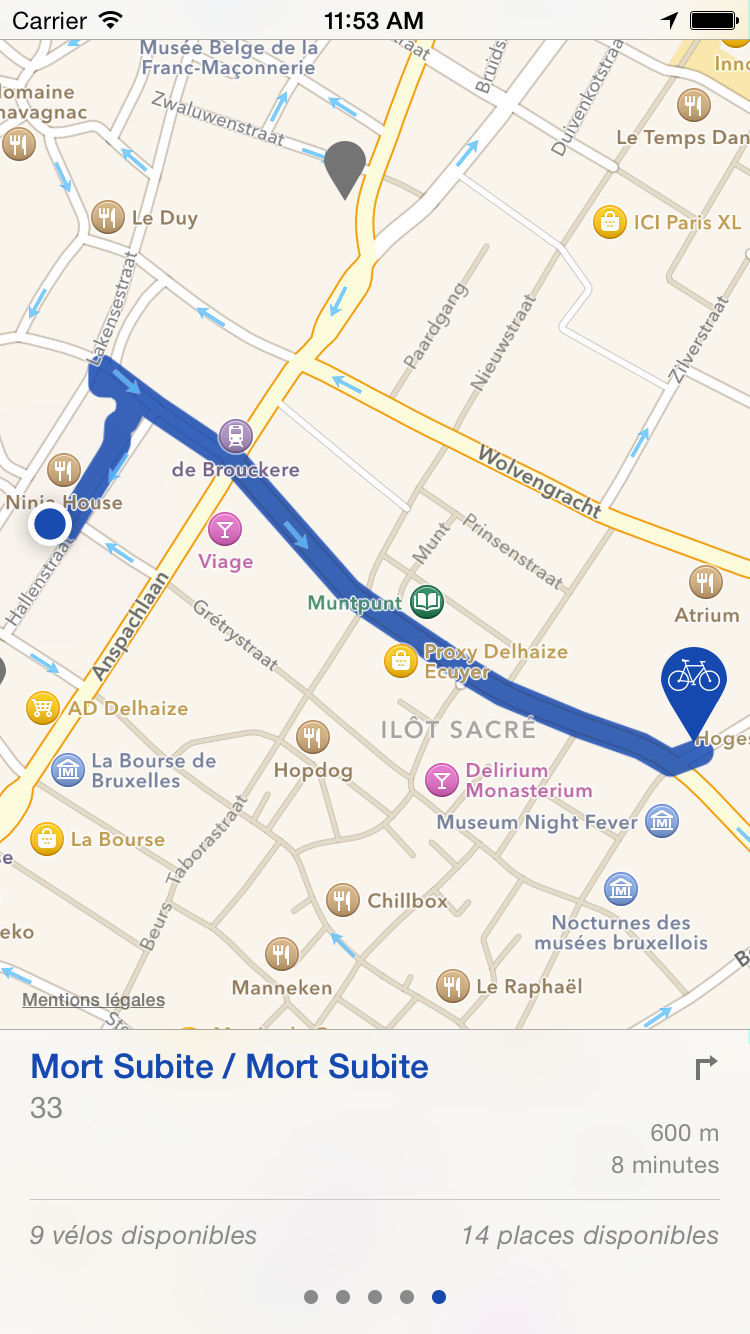 Carrier
11:53 AM
Musée Belge de la
Franc-Maçonnerie
Zwaluwenstraat
Duivenkotstraa
Inno
omaine
avagnac
Le Temps Dan
Le Duy
ICI Paris XL
Lakensestraat
Paardgang
Nieuwstraat
Zilverstraat
de Brouckere
Wolvengracht
Ninja House
Munt
Prinsenstraat
Viage
Hallenstraat
Anspachlaan
Muntpunt
Atrium
Grétrystraat
Proxy Delhaize
Ecuyer
AD Delhaize
ILÔT SACRÉ
Hoges
La Bourse de
Bruxelles
Hopdog
Delirium
Monasterium
Museum Night Fever
La Bourse
Taborastraat
Beurs
Chillbox
eko
Nocturnes des
musées bruxellois
Manneken
Le Raphaël
Mentions légales
Mort Subite / Mort Subite
33
600 m
8 minutes
9 vélos disponibles
14 places disponibles